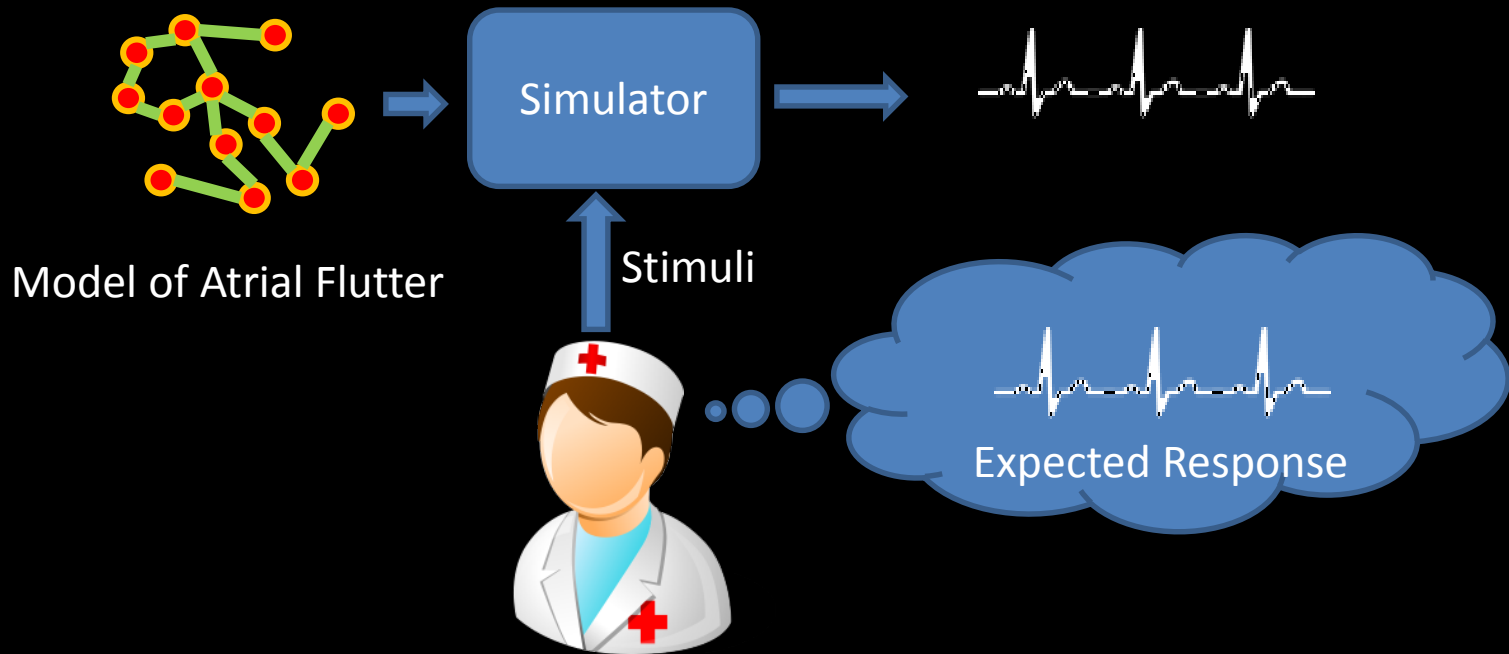 Simulator
Model of Atrial Flutter
Stimuli
Expected Response